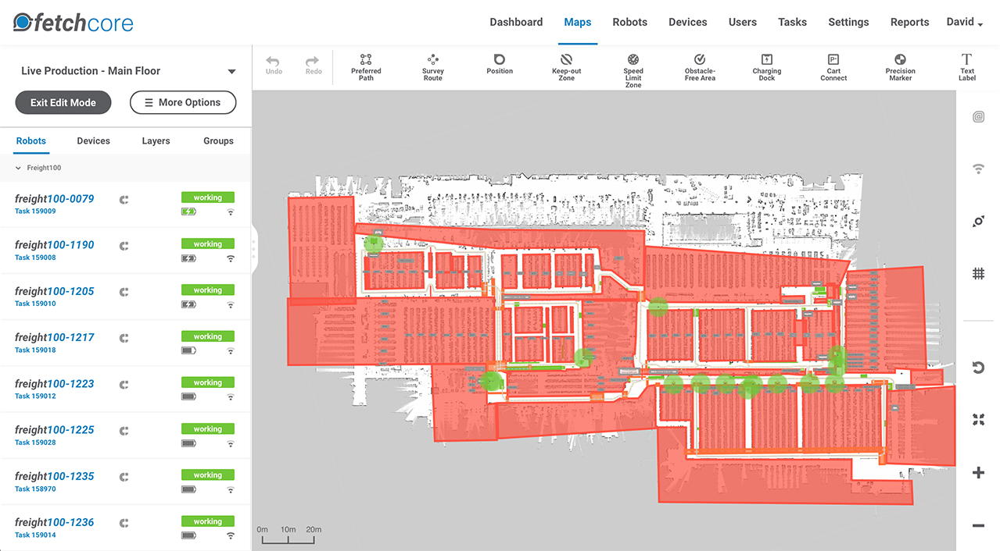 fetchcore
Dashboard Maps Robots Devices Users Tasks Settings Reports David
Live Production - Main Floor
Exit Edit Mode More Options
Undo Redo
Preferred
Path
Survey
Route
Position
Keep-out
Zone
Speed
Limit
Zone
Obstacle-
Free Area
Charging
Dock
Cart
Connect
Precision
Marker
Text
Label
Robots Devices Layers Groups
Freight100
freight100-0079 working
Task 159009
freight100-1190 working
Task 159008
freight100-1205 working
Task 159010
freight100-1217 working
Task 159018
freight100-1223 working
Task 159012
freight100-1225 working
Task 159028
freight100-1235 working
Task 158970
freight100-1236 working
Task 159014
0m 10m 20m